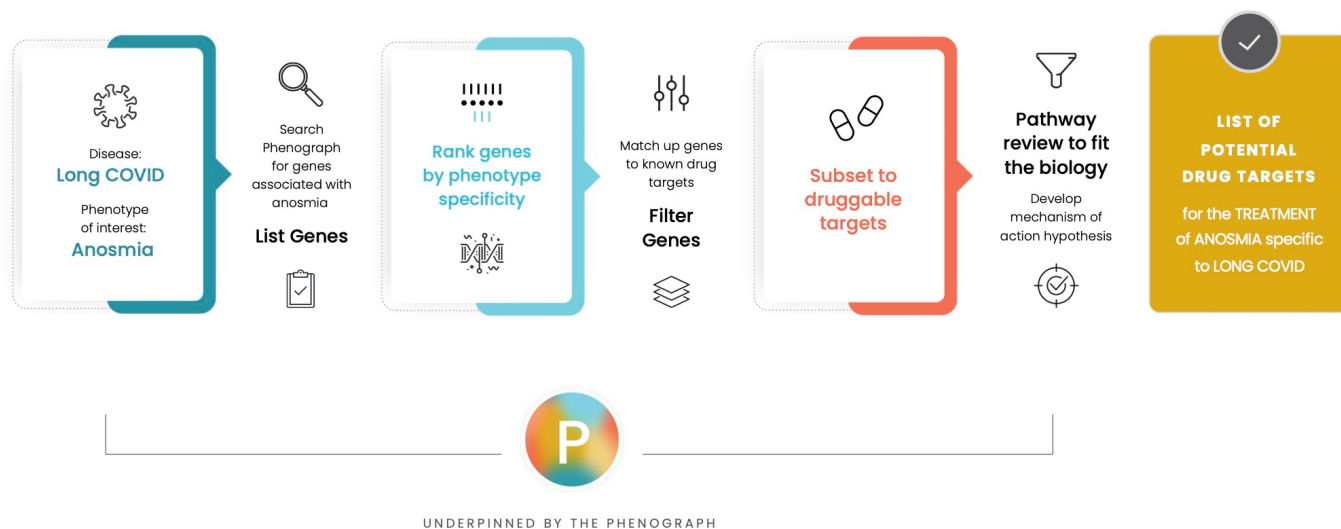 Disease:
Long COVID
Phenotype
of interest:
Anosmia
Search
Phenograph
for genes
associated with
anosmia
List Genes
Rank genes
by phenotype
specificity
Match up genes
to known drug
targets
Filter
Genes
Subset to
druggable
targets
Pathway
review to fit
the biology
Develop
mechanism of
action hypothesis
LIST OF
POTENTIAL
DRUG TARGETS
for the TREATMENT
of ANOSMIA specific
to LONG COVID
P
UNDERPINNED BY THE PHENOGRAPH